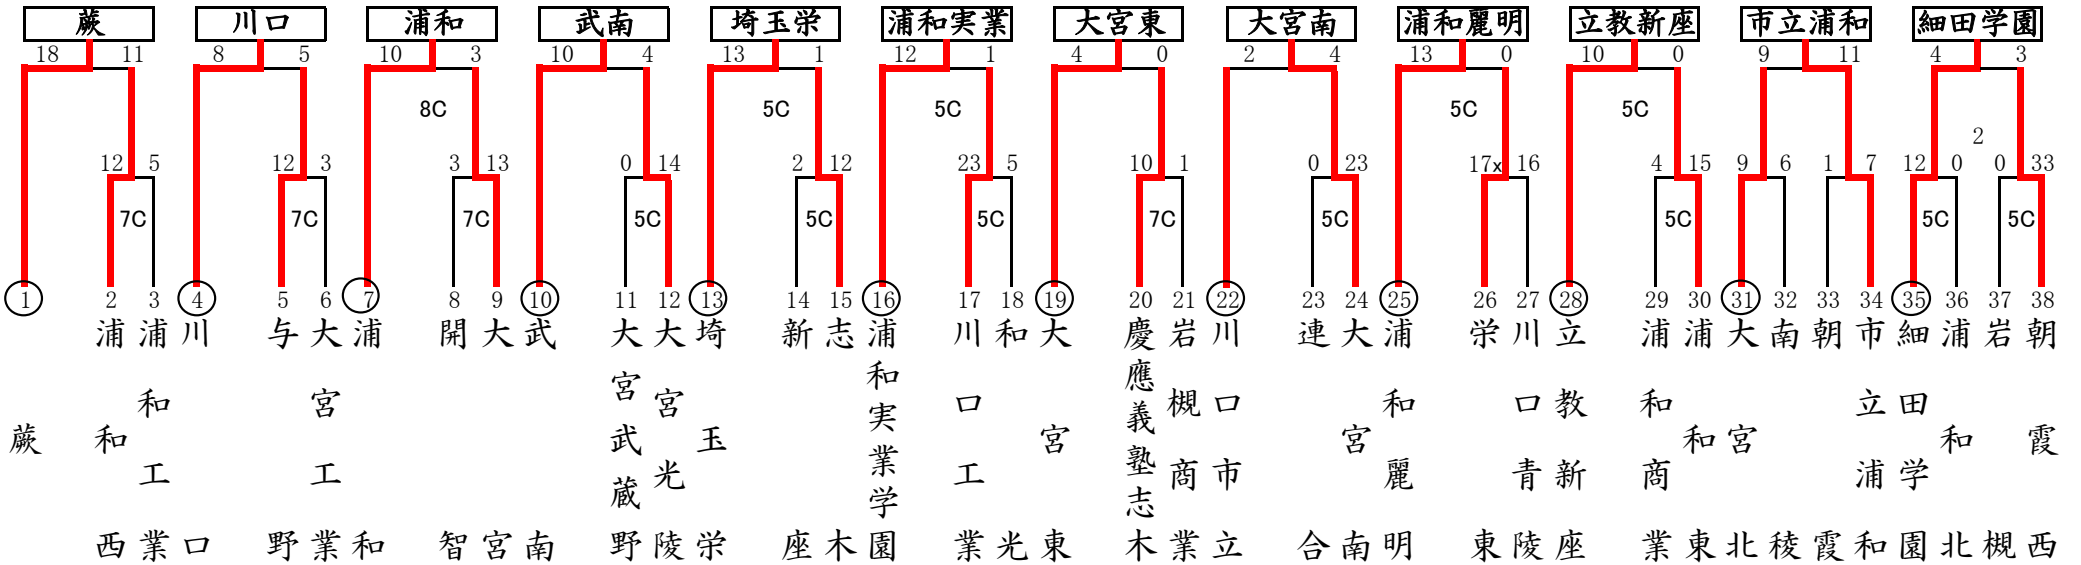 蕨 川口 浦和 武南 埼玉栄 浦和実業 大宮東 大宮南 浦和麗明 立教新座 市立浦和 細田学園
18 11 8 5 10 3 10 4 13 1 12 1 4 0 2 4 13 0 10 0 9 11 4 3
8C 5C 5C 5C 5C
2
12 5 12 3 3 13 0 14 2 12 23 5 10 1 0 23 17x 16 4 15 9 6 1 7 12 0 0 33
7C 7C 7C 5C 5C 5C 7C 5C 5C 5C 5C
1 2 3 4 5 6 7 8 9 10 11 12 13 14 15 16 17 18 19 20 21 22 23 24 25 26 27 28 29 30 31 32 33 34 35 36 37 38
蕨
浦和西
浦和工業
川口
与野
大宮工業
浦和
開智
大宮
武南
大宮武蔵野
大宮光陵
埼玉栄
新座
志木
浦和実業学園
川口工業
和光
大宮東
慶應義塾志木
岩槻商業
川口市立
連合
大宮南
浦和麗明
栄東
川口青陵
立教新座
浦和商業
浦和東
大宮北
南稜
朝霞
市立浦和
細田学園
浦和北
岩槻
朝霞西